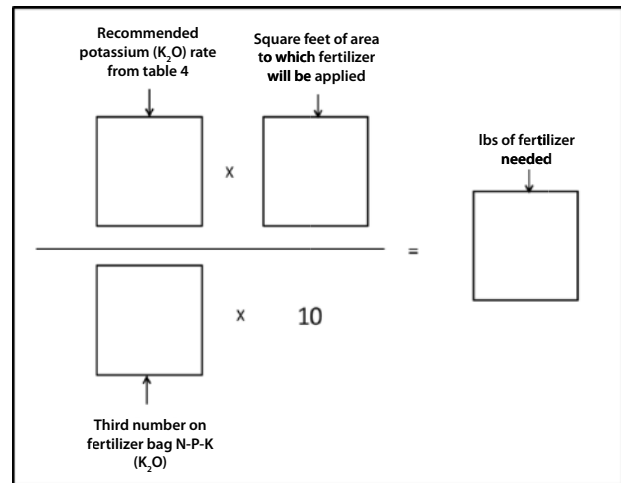 Recommended
potassium (K₂O) rate
from table 4
Square feet of area
to which fertilizer
will be applied
x
lbs of fertilizer
needed
=
x 10
Third number on
fertilizer bag N-P-K
(K₂O)